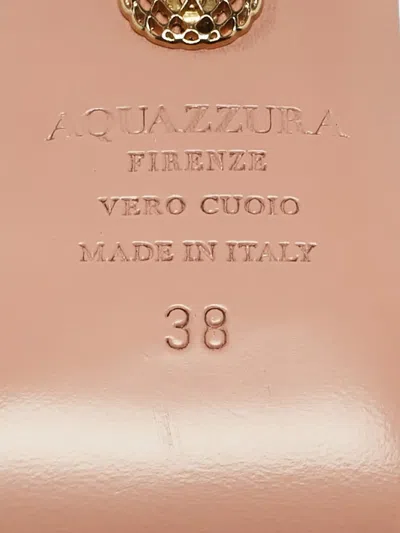 AQUAZZURA
FIRENZE
VERO CUOIO
MADE IN ITALY
38